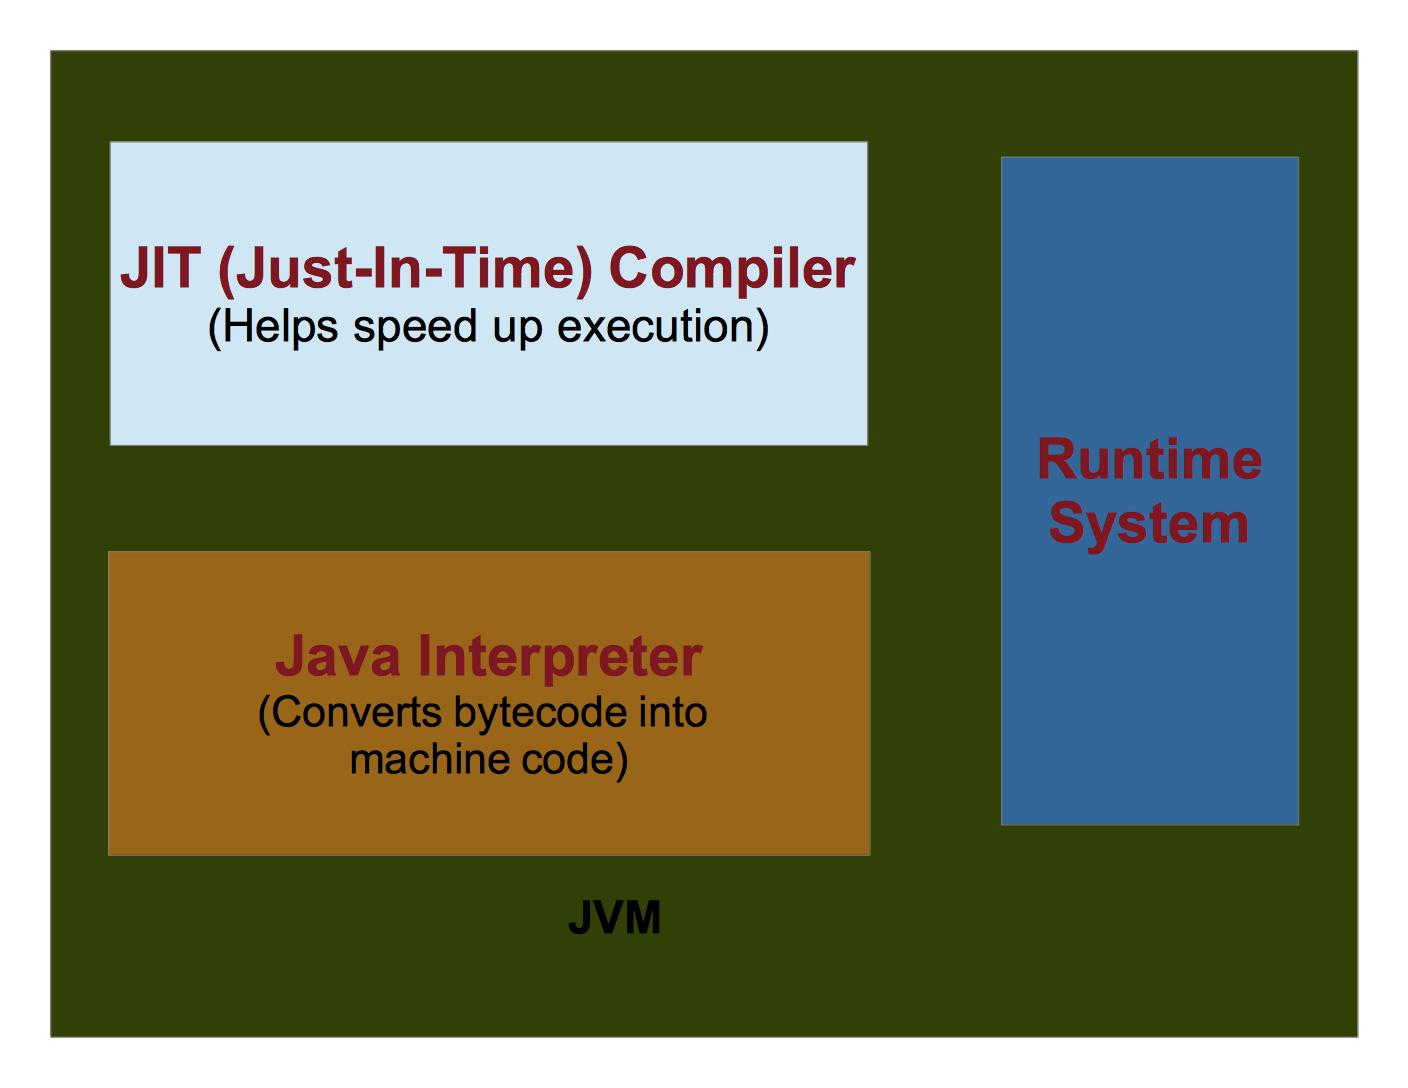 JIT (Just-In-Time) Compiler
(Helps speed up execution)
Runtime
System
Java Interpreter
(Converts bytecode into
machine code)
JVM